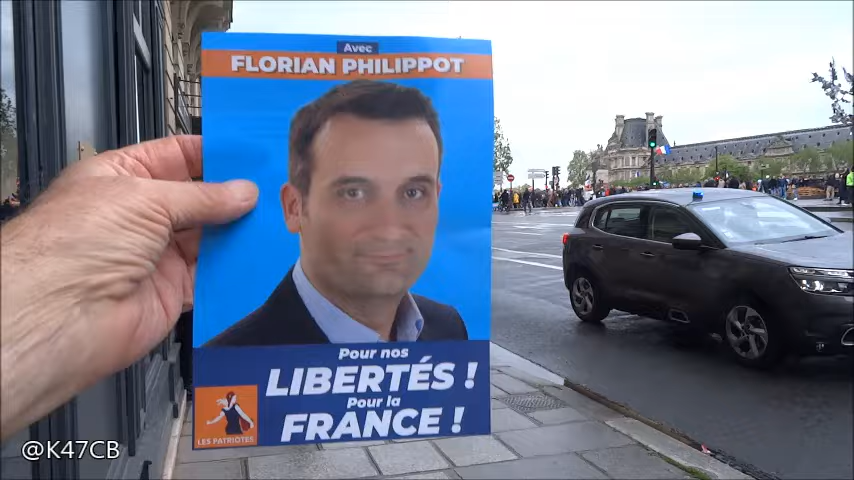 Avec
FLORIAN PHILIPPOT
Pour nos
LIBERTÉS !
Pour la
FRANCE !
LES PATRIOTES
@K47CB